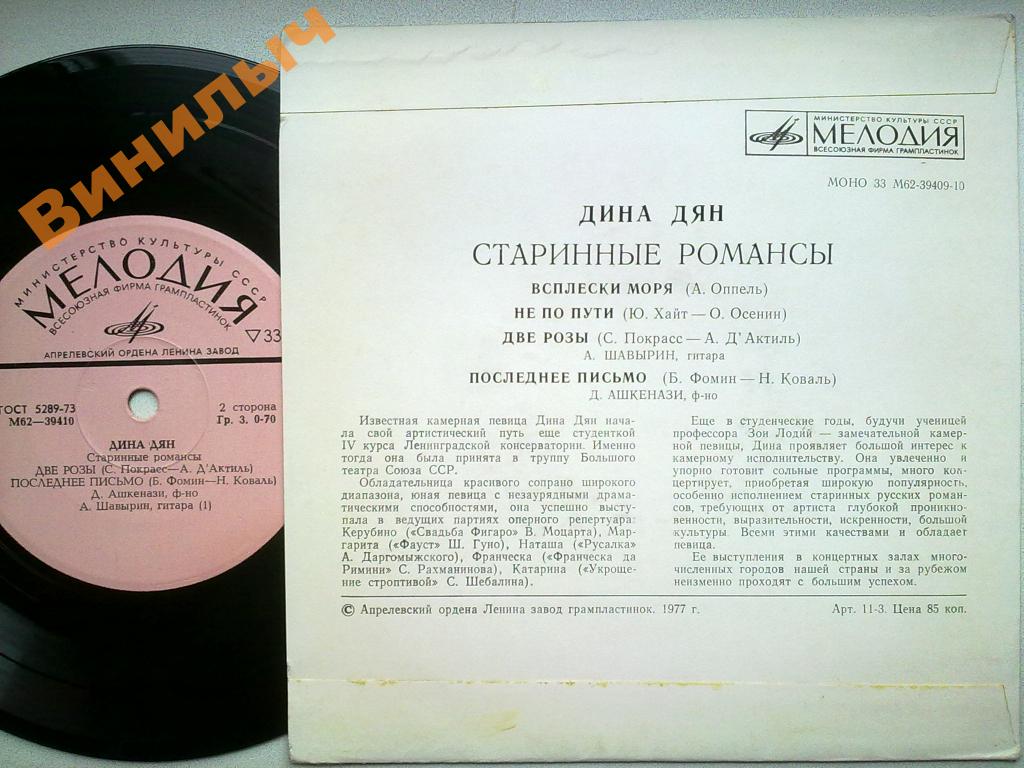 Винилыч
МИНИСТЕРСТВО КУЛЬТУРЫ СССР
МЕЛОДИЯ
ВСЕСОЮЗНАЯ ФИРМА ГРАМПЛАСТИНОК
▽33
АПРЕЛЕВСКИЙ ОРДЕНА ЛЕНИНА ЗАВОД
ГОСТ 5289-73
М62—39410
2 сторона
Гр. 3. 0-70
ДИНА ДЯН
Старинные романсы
ДВЕ РОЗЫ (С. Покрасс—А. Д'Актиль)
ПОСЛЕДНЕЕ ПИСЬМО (Б. Фомин—Н. Коваль)
Д. Ашкенази, ф-но
А. Шавырин, гитара (1)
МИНИСТЕРСТВО КУЛЬТУРЫ СССР
МЕЛОДИЯ
ВСЕСОЮЗНАЯ ФИРМА ГРАМПЛАСТИНОК
МОНО 33 М62-39409-10
ДИНА ДЯН
СТАРИННЫЕ РОМАНСЫ
ВСПЛЕСКИ МОРЯ (А. Оппель)
НЕ ПО ПУТИ (Ю. Хайт—О. Осенин)
ДВЕ РОЗЫ (С. Покрасс—А. Д'Актиль)
А. ШАВЫРИН, гитара
ПОСЛЕДНЕЕ ПИСЬМО (Б. Фомин—Н. Коваль)
Д. АШКЕНАЗИ, ф-но
Известная камерная певица Дина Дян нача-
ла свой артистический путь еще студенткой
IV курса Ленинградской консерватории. Именно
тогда она была принята в труппу Большого
театра Союза ССР.
Обладательница красивого сопрано широкого
диапазона, юная певица с незаурядными драма-
тическими способностями, она успешно высту-
пала в ведущих партиях оперного репертуара:
Керубино («Свадьба Фигаро» В. Моцарта), Мар-
гарита («Фауст» Ш. Гуно), Наташа («Русалка»
А. Даргомыжского), Франческа («Франческа да
Римини» С. Рахманинова), Катарина («Укроще-
ние строптивой» С. Шебалина).
Еще в студенческие годы, будучи ученицей
профессора Зои Лодий — замечательной камер-
ной певицы, Дина проявляет большой интерес к
камерному исполнительству. Она увлеченно и
упорно готовит сольные программы, много кон-
цертирует, приобретая широкую популярность,
особенно исполнением старинных русских роман-
сов, требующих от артиста глубокой проникно-
венности, выразительности, искренности, большой
культуры. Всеми этими качествами и обладает
певица.
Ее выступления в концертных залах много-
численных городов нашей страны и за рубежом
неизменно проходят с большим успехом.
© Апрелевский ордена Ленина завод грампластинок. 1977 г.
Арт. 11-3. Цена 85 коп.